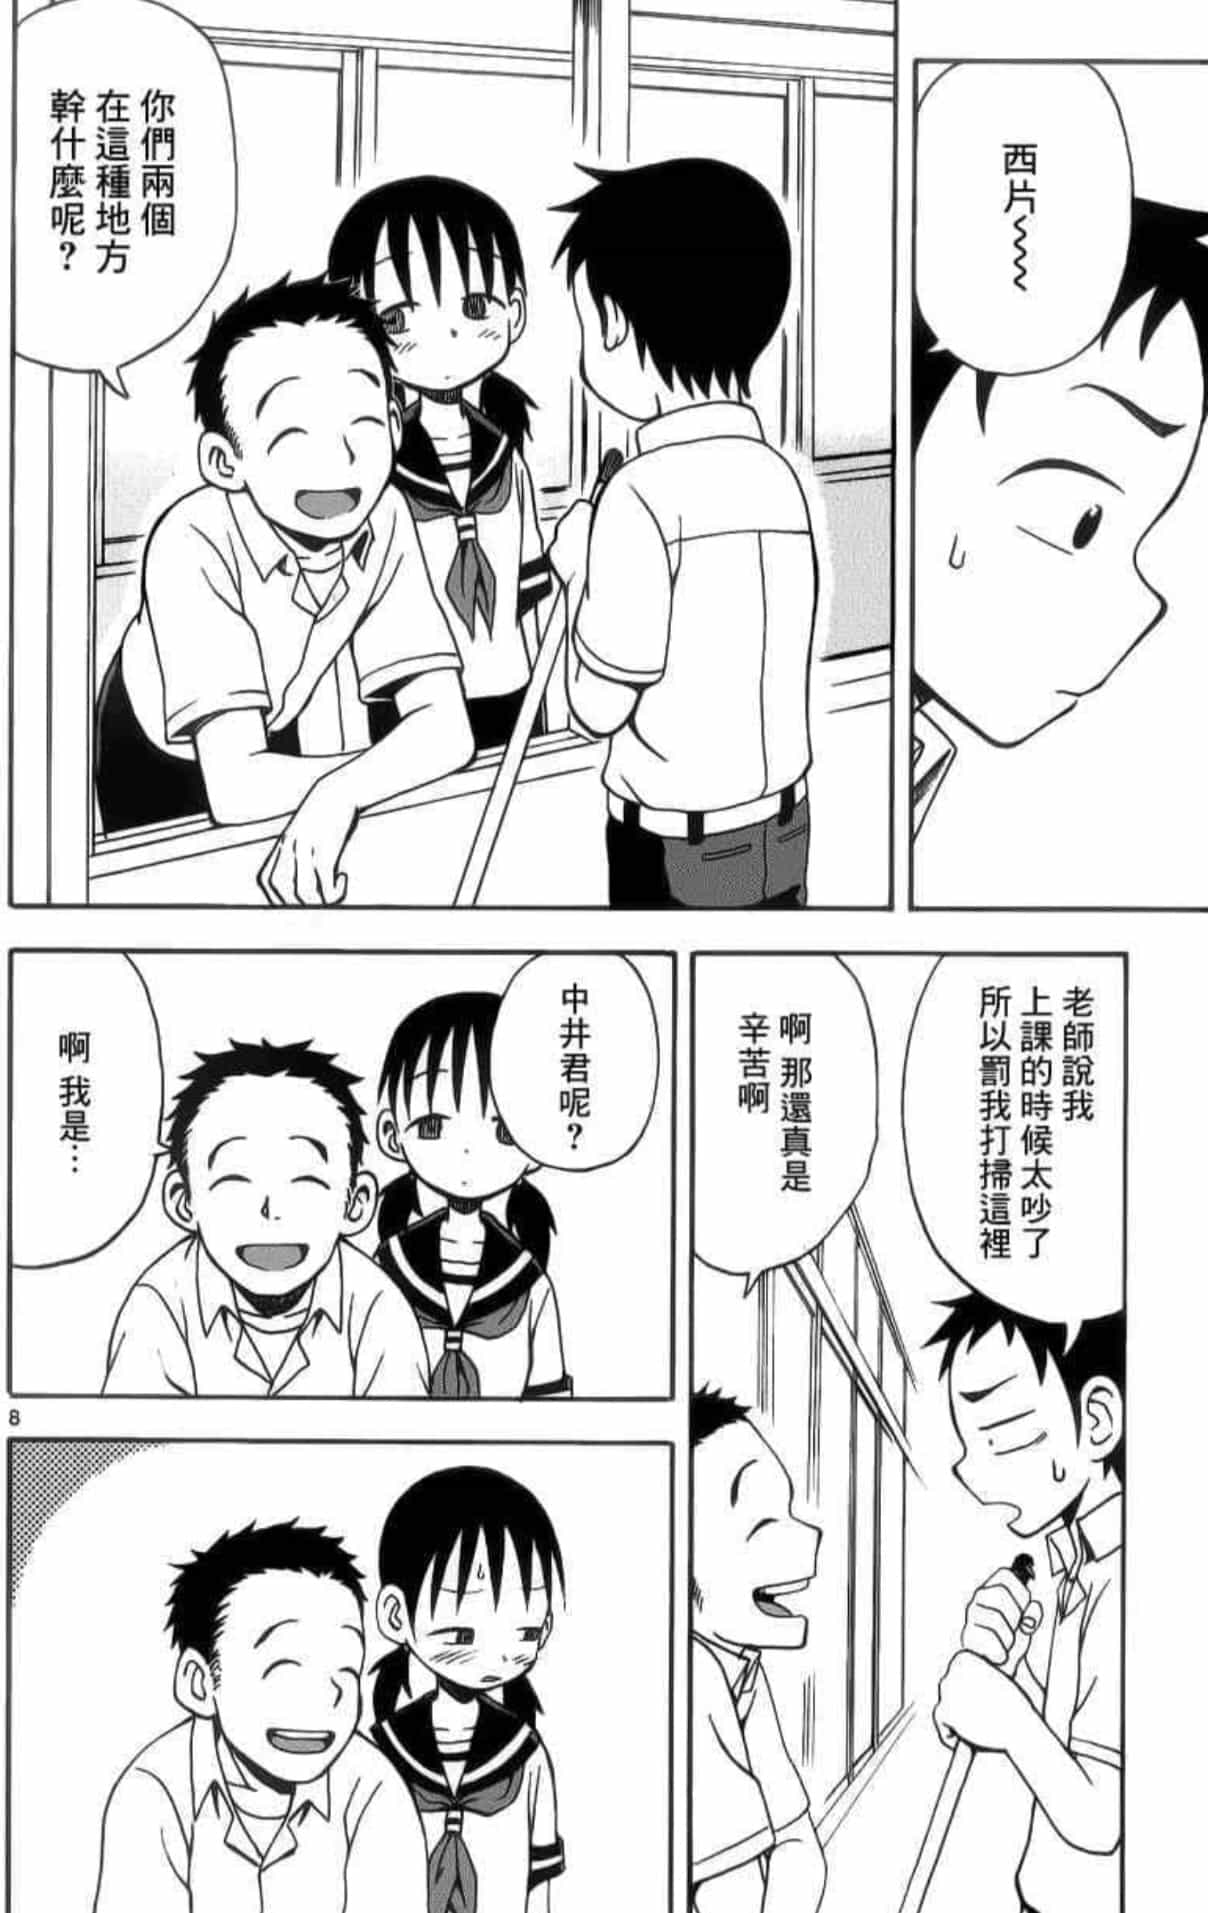 西片~~~
你們兩個
在這種地方
幹什麼呢?
老師說我
上課的時候太吵了
所以罰我打掃這裡
啊 那還真是
辛苦啊
中井君呢?
啊 我是…
8